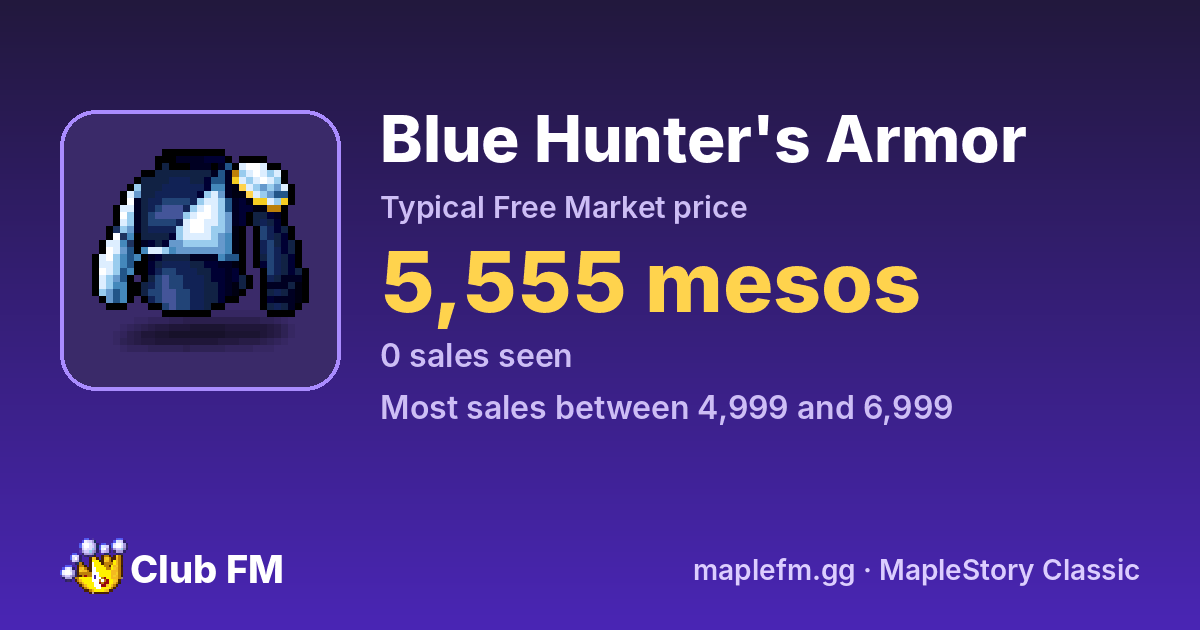 Blue Hunter's Armor
Typical Free Market price
5,555 mesos
0 sales seen
Most sales between 4,999 and 6,999
Club FM
maplefm.gg · MapleStory Classic